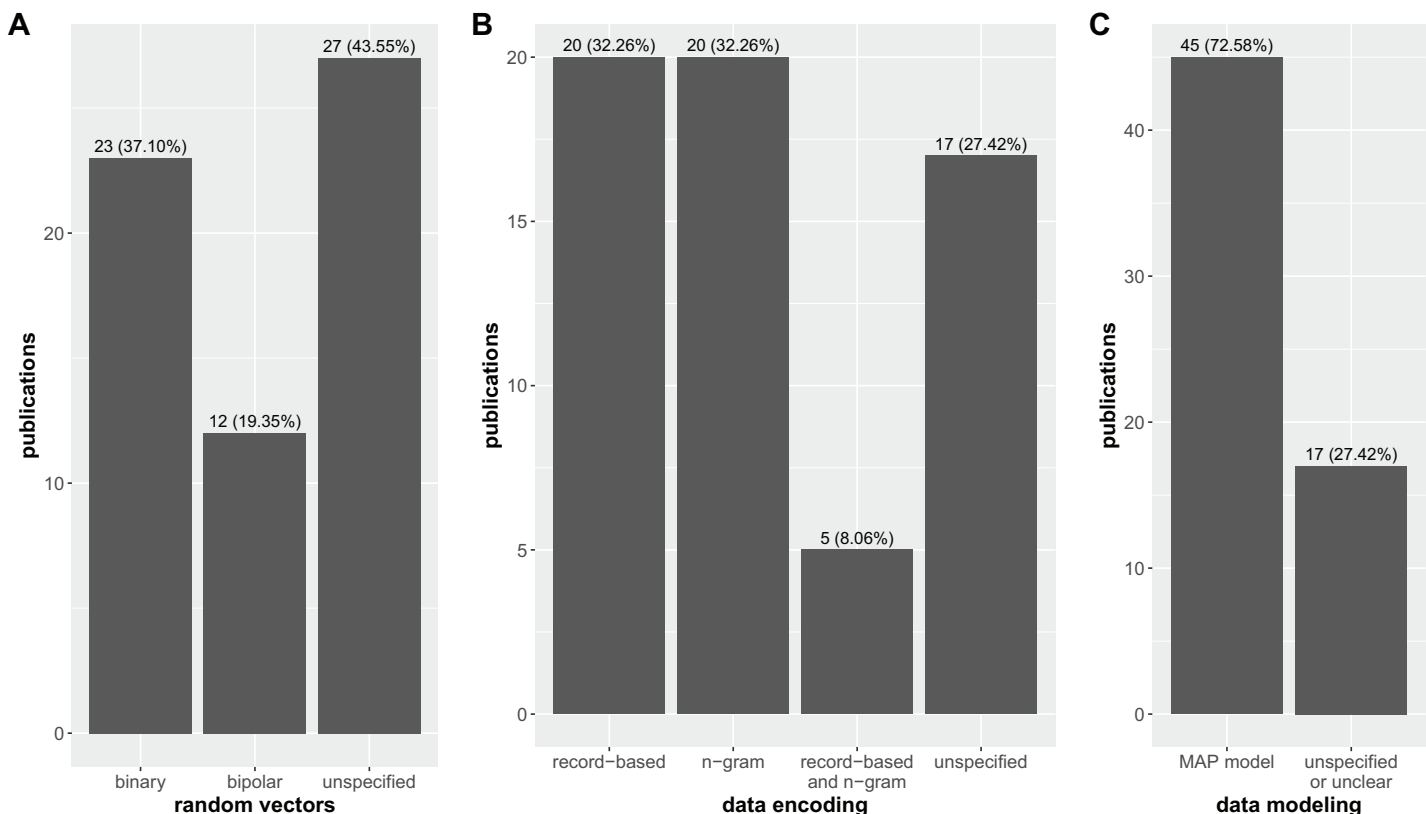 A
publications
27 (43.55%)
23 (37.10%)
12 (19.35%)
20
10
0
binary
bipolar
unspecified
random vectors
B
publications
20 (32.26%)
20 (32.26%)
17 (27.42%)
5 (8.06%)
20
15
10
5
0
record−based
n−gram
record−based
and n−gram
unspecified
data encoding
C
publications
45 (72.58%)
17 (27.42%)
40
30
20
10
0
MAP model
unspecified
or unclear
data modeling